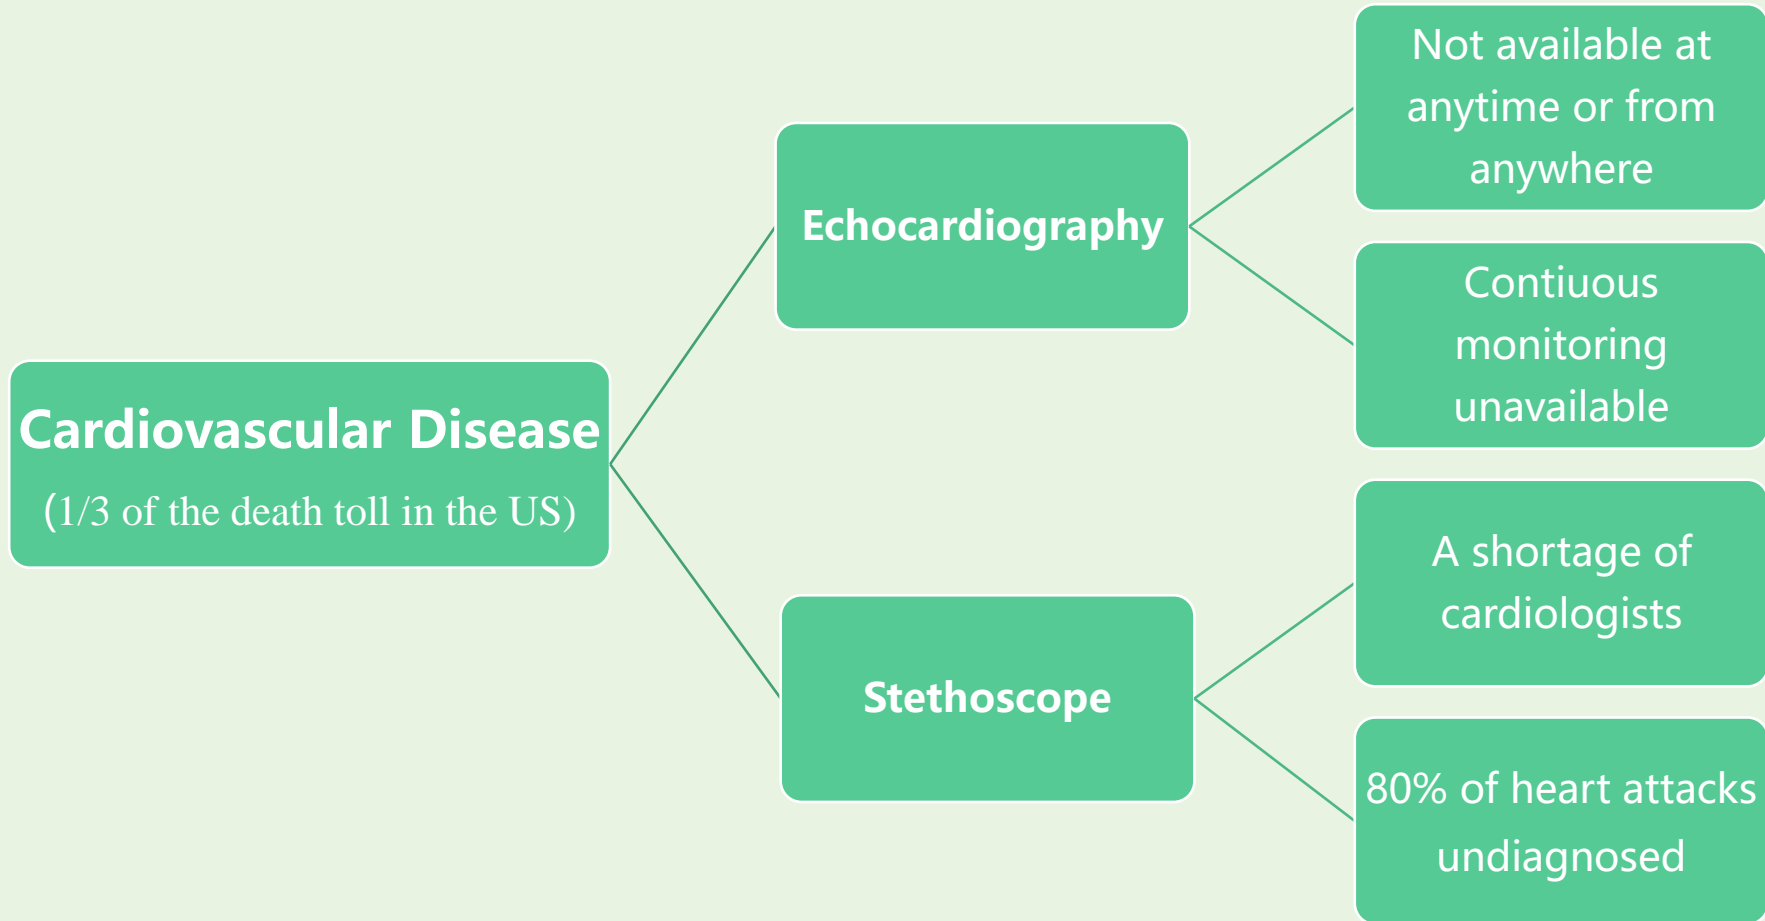 Cardiovascular Disease
(1/3 of the death toll in the US)
Echocardiography
Stethoscope
Not available at
anytime or from
anywhere
Contiuous
monitoring
unavailable
A shortage of
cardiologists
80% of heart attacks
undiagnosed